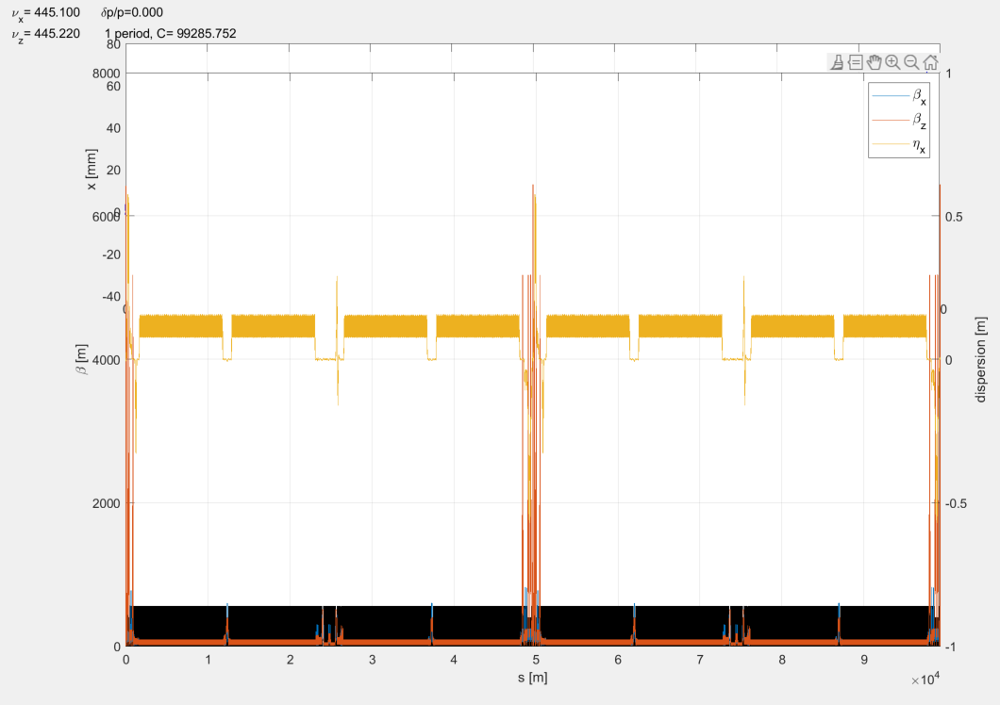 νx= 445.100 δp/p=0.000
νz= 445.220 1 period, C= 99285.752
80
8000
60
40
20
0
6000
-20
-40
0
4000
2000
0
x [mm]
β [m]
1
0.5
0
0
-0.5
-1
dispersion [m]
βx
βz
ηx
0 1 2 3 4 5 6 7 8 9
s [m]
×10⁴